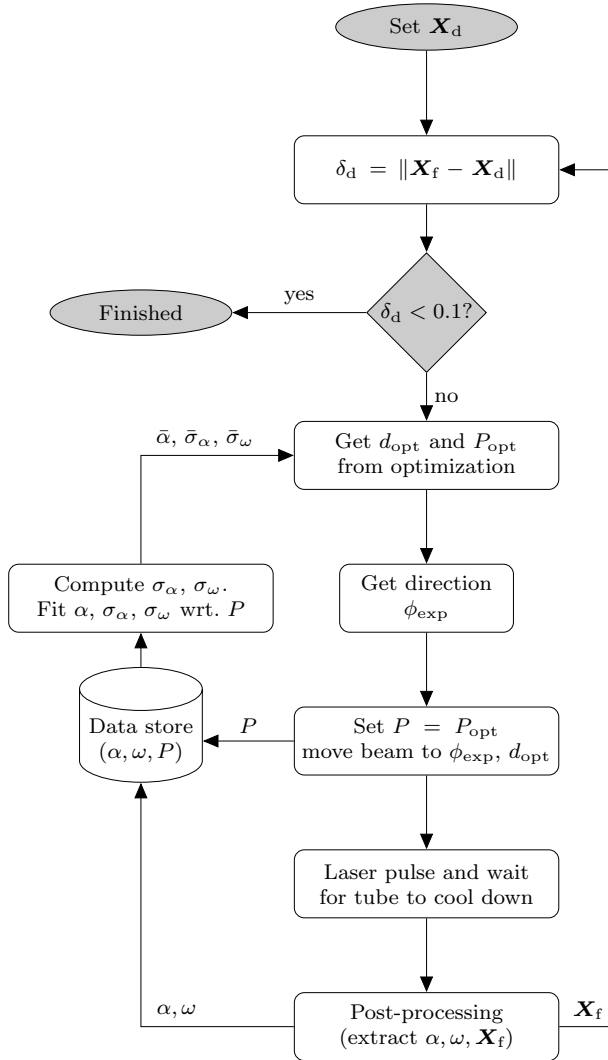 Set X_d
δ_d = ∥X_f − X_d∥
δ_d < 0.1?
yes
Finished
no
ᾱ, σ̄_α, σ̄_ω
Get d_opt and P_opt
from optimization
Compute σ_α, σ_ω.
Fit α, σ_α, σ_ω wrt. P
Get direction
ϕ_exp
Data store
(α, ω, P)
P
Set P = P_opt
move beam to ϕ_exp, d_opt
Laser pulse and wait
for tube to cool down
α, ω
Post-processing
(extract α, ω, X_f)
X_f